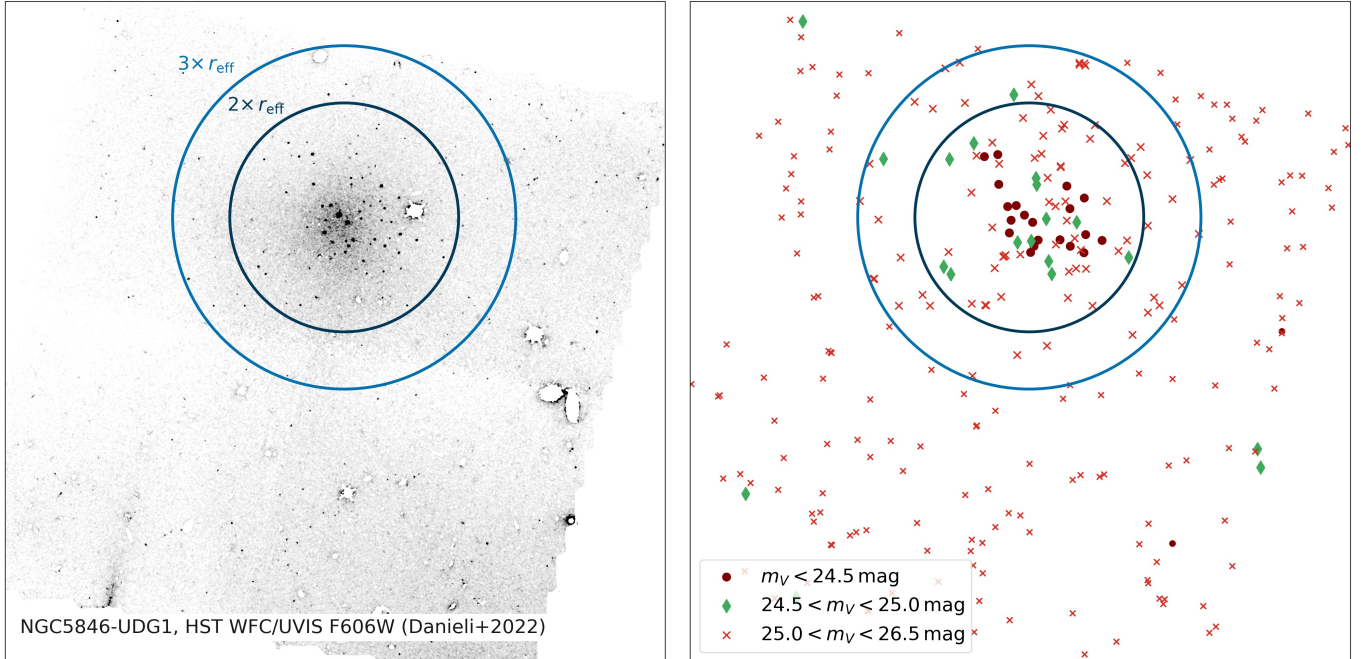 3× r_eff
2× r_eff
NGC5846-UDG1, HST WFC/UVIS F606W (Danieli+2022)
m_V < 24.5 mag
24.5 < m_V < 25.0 mag
25.0 < m_V < 26.5 mag